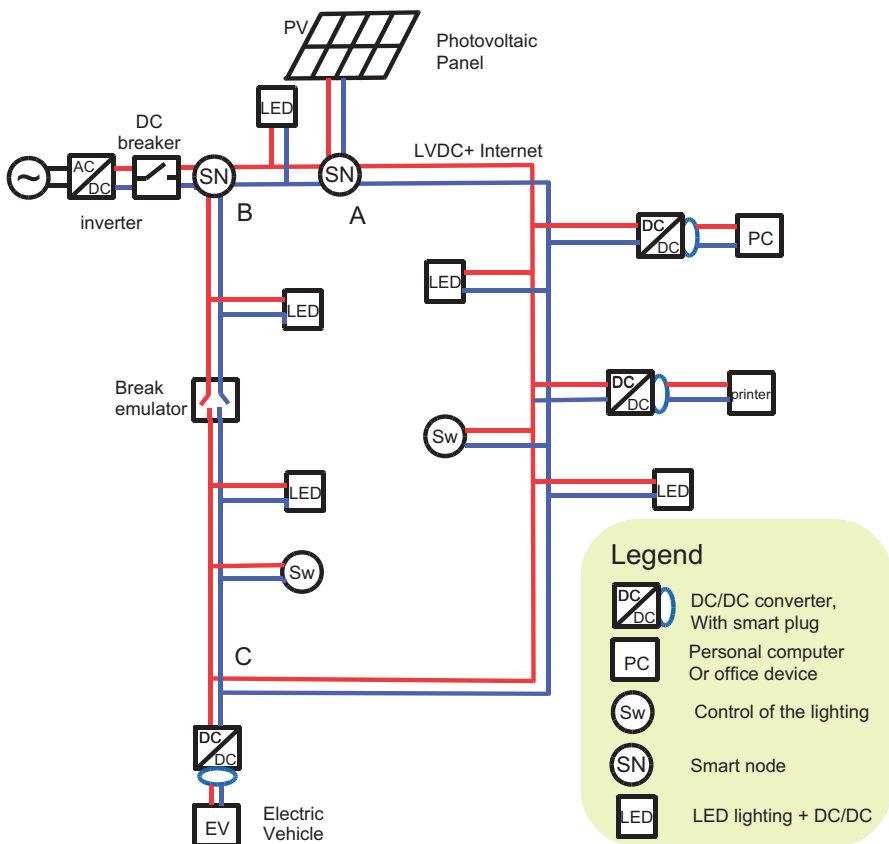 PV
Photovoltaic
Panel
LED
DC
breaker
LVDC+ Internet
~
AC
DC
SN
SN
inverter
B
A
DC
DC
PC
LED
LED
Break
emulator
DC
DC
printer
Sw
LED
LED
Sw
C
DC
DC
EV
Electric
Vehicle
Legend
DC
DC
DC/DC converter,
With smart plug
PC
Personal computer
Or office device
Sw
Control of the lighting
SN
Smart node
LED
LED lighting + DC/DC